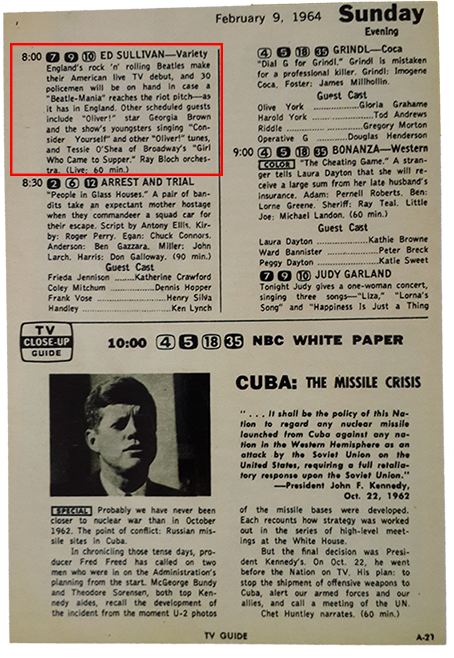 February 9, 1964 Sunday
Evening
8:00 7 9 10 ED SULLIVAN—Variety
England's rock 'n' rolling Beatles make
their American live TV debut, and 30
policemen will be on hand in case a
"Beatle-Mania" reaches the riot pitch—as
it has in England. Other scheduled guests
include "Oliver!" star Georgia Brown
and the show's youngsters singing "Con-
sider Yourself" and other "Oliver!" tunes,
and Tessie O'Shea of Broadway's "Girl
Who Came to Supper." Ray Bloch orches-
tra. (Live; 60 min.)
8:30 2 6 12 ARREST AND TRIAL
"People in Glass Houses." A pair of ban-
dits take an expectant mother hostage
when they commandeer a squad car for
their escape. Script by Antony Ellis. Kir-
by: Roger Perry. Egan: Chuck Connors.
Anderson: Ben Gazzara. Miller: John
Larch. Harris: Don Galloway. (90 min.)
Guest Cast
Frieda Jennison Katherine Crawford
Coley Mitchum Dennis Hopper
Frank Vose Henry Silva
Handley Ken Lynch
4 5 18 35 GRINDL—Coca
"Dial G for Grindl." Grindl is mistaken
for a professional killer. Grindl: Imogene
Coca. Foster: James Millhollin.
Guest Cast
Olive York Gloria Grahame
Harold York Tod Andrews
Riddle Gregory Morton
Operative G Douglas Henderson
9:00 4 5 18 35 BONANZA—Western
COLOR "The Cheating Game." A stran-
ger tells Laura Dayton that she will re-
ceive a large sum from her late husband's
insurance. Adam: Pernell Roberts. Ben:
Lorne Greene. Sheriff: Ray Teal. Little
Joe: Michael Landon. (60 min.)
Guest Cast
Laura Dayton Kathie Browne
Ward Bannister Peter Breck
Peggy Dayton Katie Sweet
7 9 10 JUDY GARLAND
Tonight Judy gives a one-woman concert,
singing three songs—"Liza," "Lorna's
Song" and "Happiness Is Just a Thing
TV
CLOSE-UP
GUIDE
10:00 4 5 18 35 NBC WHITE PAPER
CUBA: THE MISSILE CRISIS
". . . It shall be the policy of this Na-
tion to regard any nuclear missile
launched from Cuba against any na-
tion in the Western Hemisphere as an
attack by the Soviet Union on the
United States, requiring a full retalia-
tory response upon the Soviet Union."
—President John F. Kennedy,
Oct. 22, 1962
SPECIAL Probably we have never been
closer to nuclear war than in October
1962. The point of conflict: Russian mis-
sile sites in Cuba.
In chronicling those tense days, pro-
ducer Fred Freed has called on two
men who were in on the Administration's
planning from the start. McGeorge Bundy
and Theodore Sorensen, both top Ken-
nedy aides, recall the development of
the incident from the moment U-2 photos
of the missile bases were developed.
Each recounts how strategy was worked
out in the series of high-level meet-
ings at the White House.
But the final decision was Presi-
dent Kennedy's. On Oct. 22, he went
before the Nation on TV. His plan: to
stop the shipment of offensive weapons to
Cuba, alert our armed forces and our
allies, and call a meeting of the UN.
Chet Huntley narrates. (60 min.)
TV GUIDE A-21